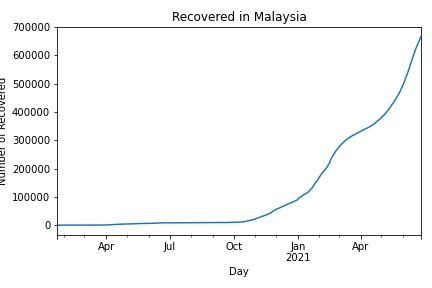 Recovered in Malaysia
700000
600000
500000
400000
300000
200000
100000
0
Number of Recovered
Apr
Jul
Oct
Jan
2021
Apr
Day